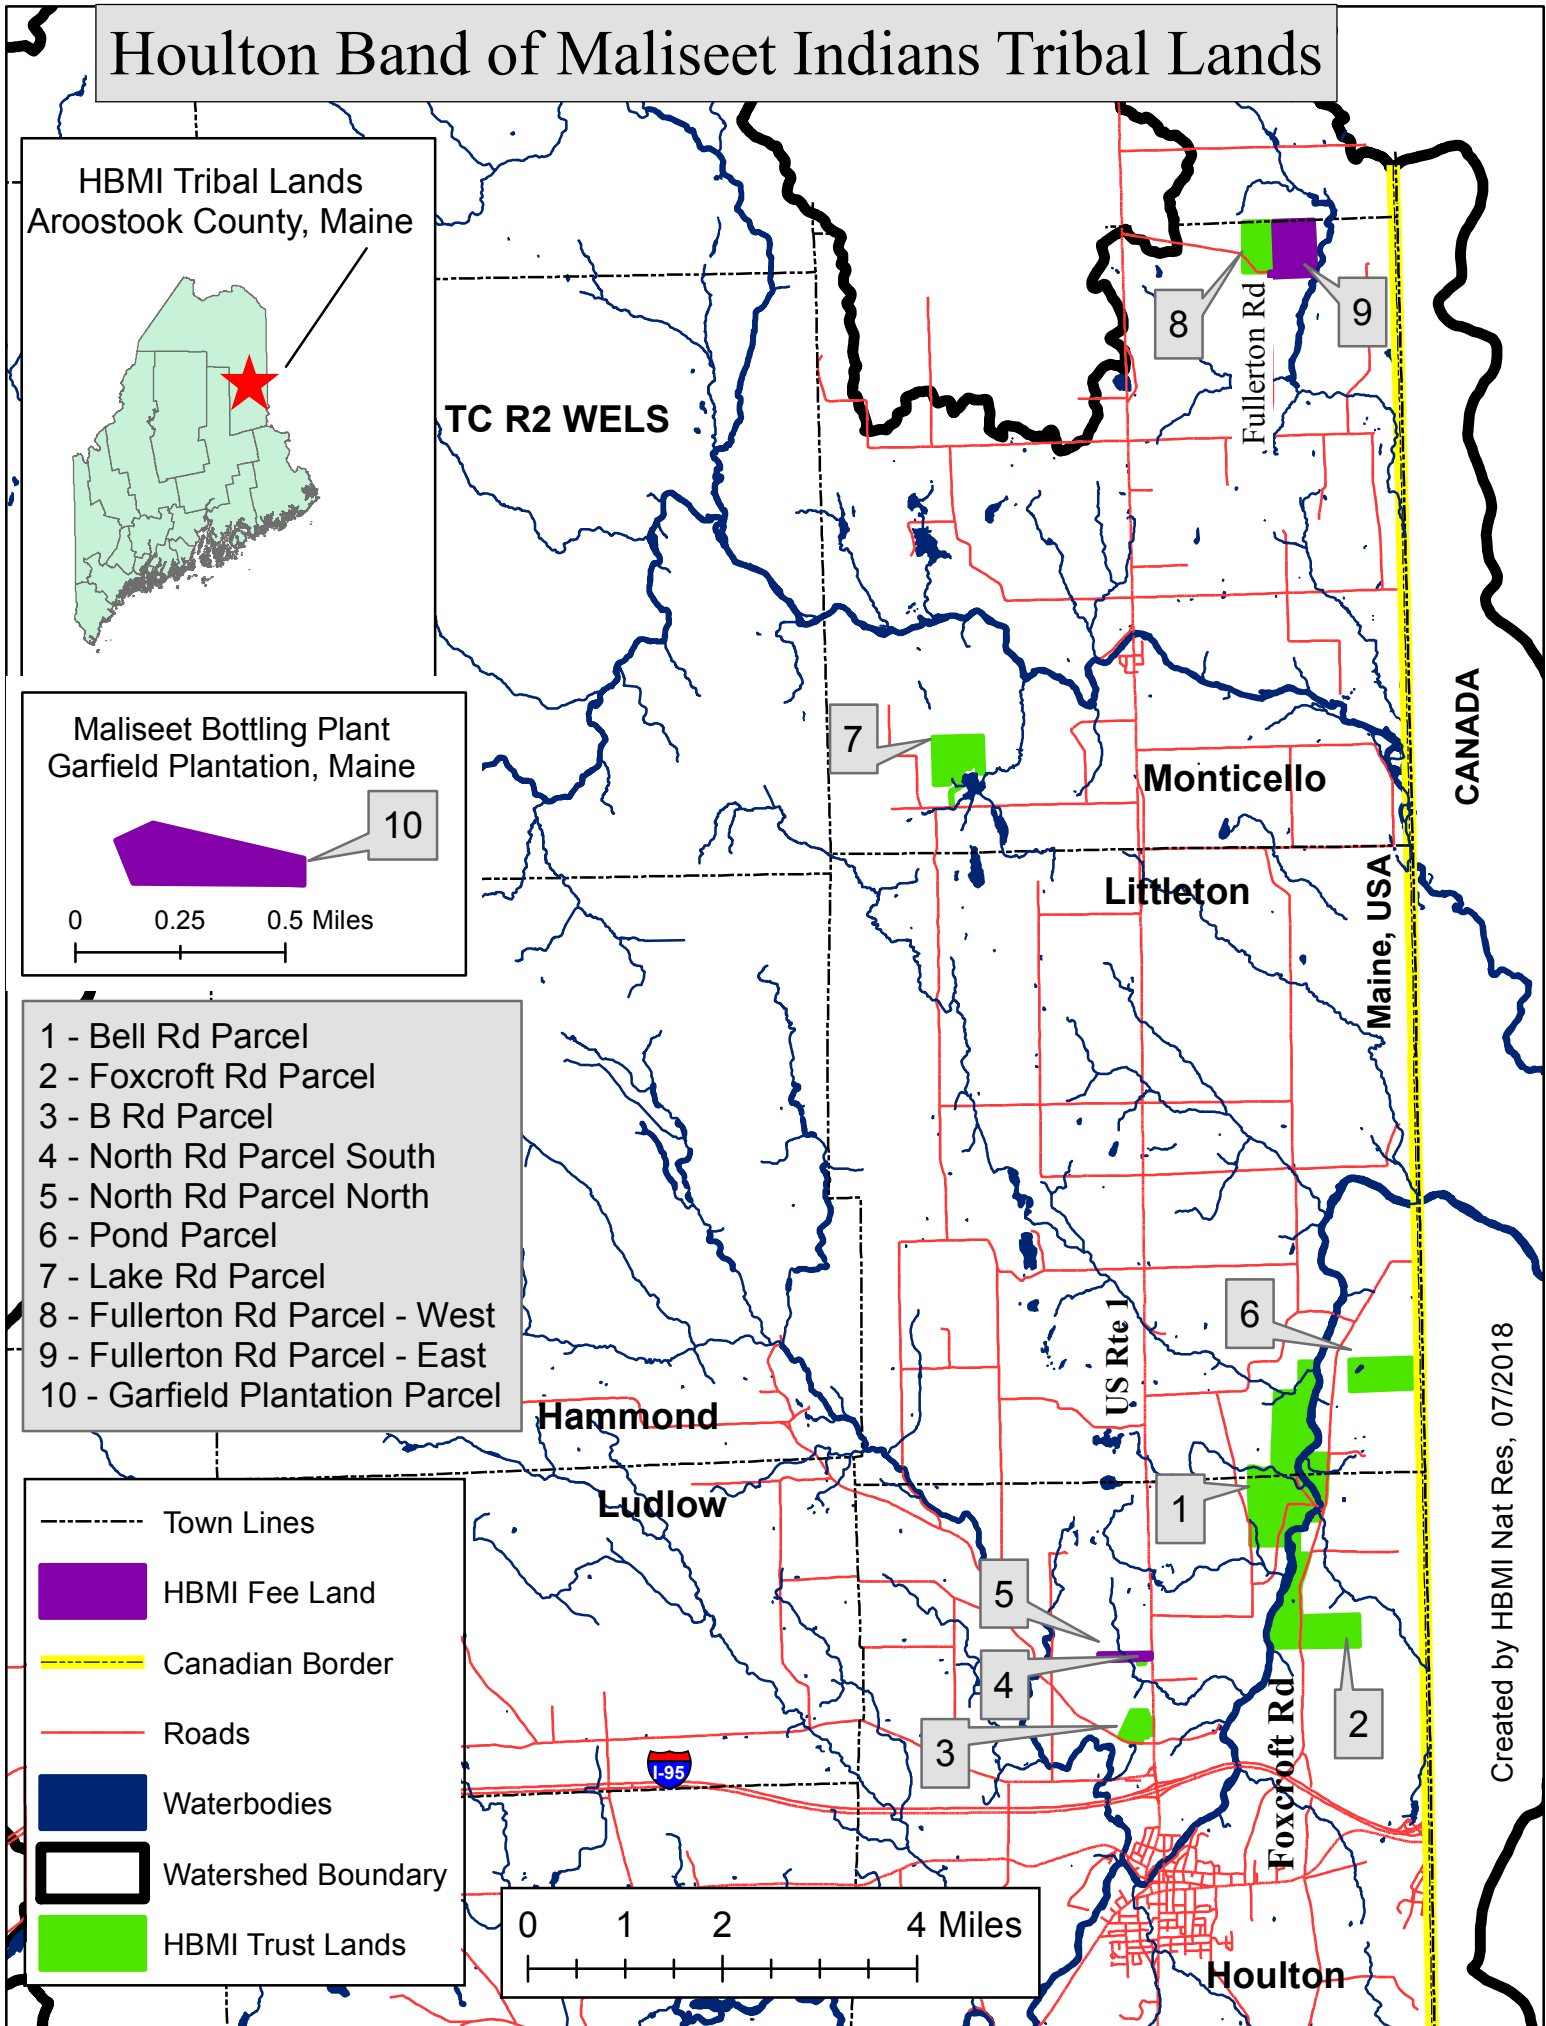 Houlton Band of Maliseet Indians Tribal Lands
HBMI Tribal Lands
Aroostook County, Maine
TC R2 WELS
8
9
Fullerton Rd
CANADA
7
Monticello
Maliseet Bottling Plant
Garfield Plantation, Maine
10
0 0.25 0.5 Miles
Littleton
Maine, USA
1 - Bell Rd Parcel
2 - Foxcroft Rd Parcel
3 - B Rd Parcel
4 - North Rd Parcel South
5 - North Rd Parcel North
6 - Pond Parcel
7 - Lake Rd Parcel
8 - Fullerton Rd Parcel - West
9 - Fullerton Rd Parcel - East
10 - Garfield Plantation Parcel
6
US Rte 1
Hammond
Ludlow
1
5
4
3
2
Foxcroft Rd
I-95
Houlton
Created by HBMI Nat Res, 07/2018
Town Lines
HBMI Fee Land
Canadian Border
Roads
Waterbodies
Watershed Boundary
HBMI Trust Lands
0 1 2 4 Miles